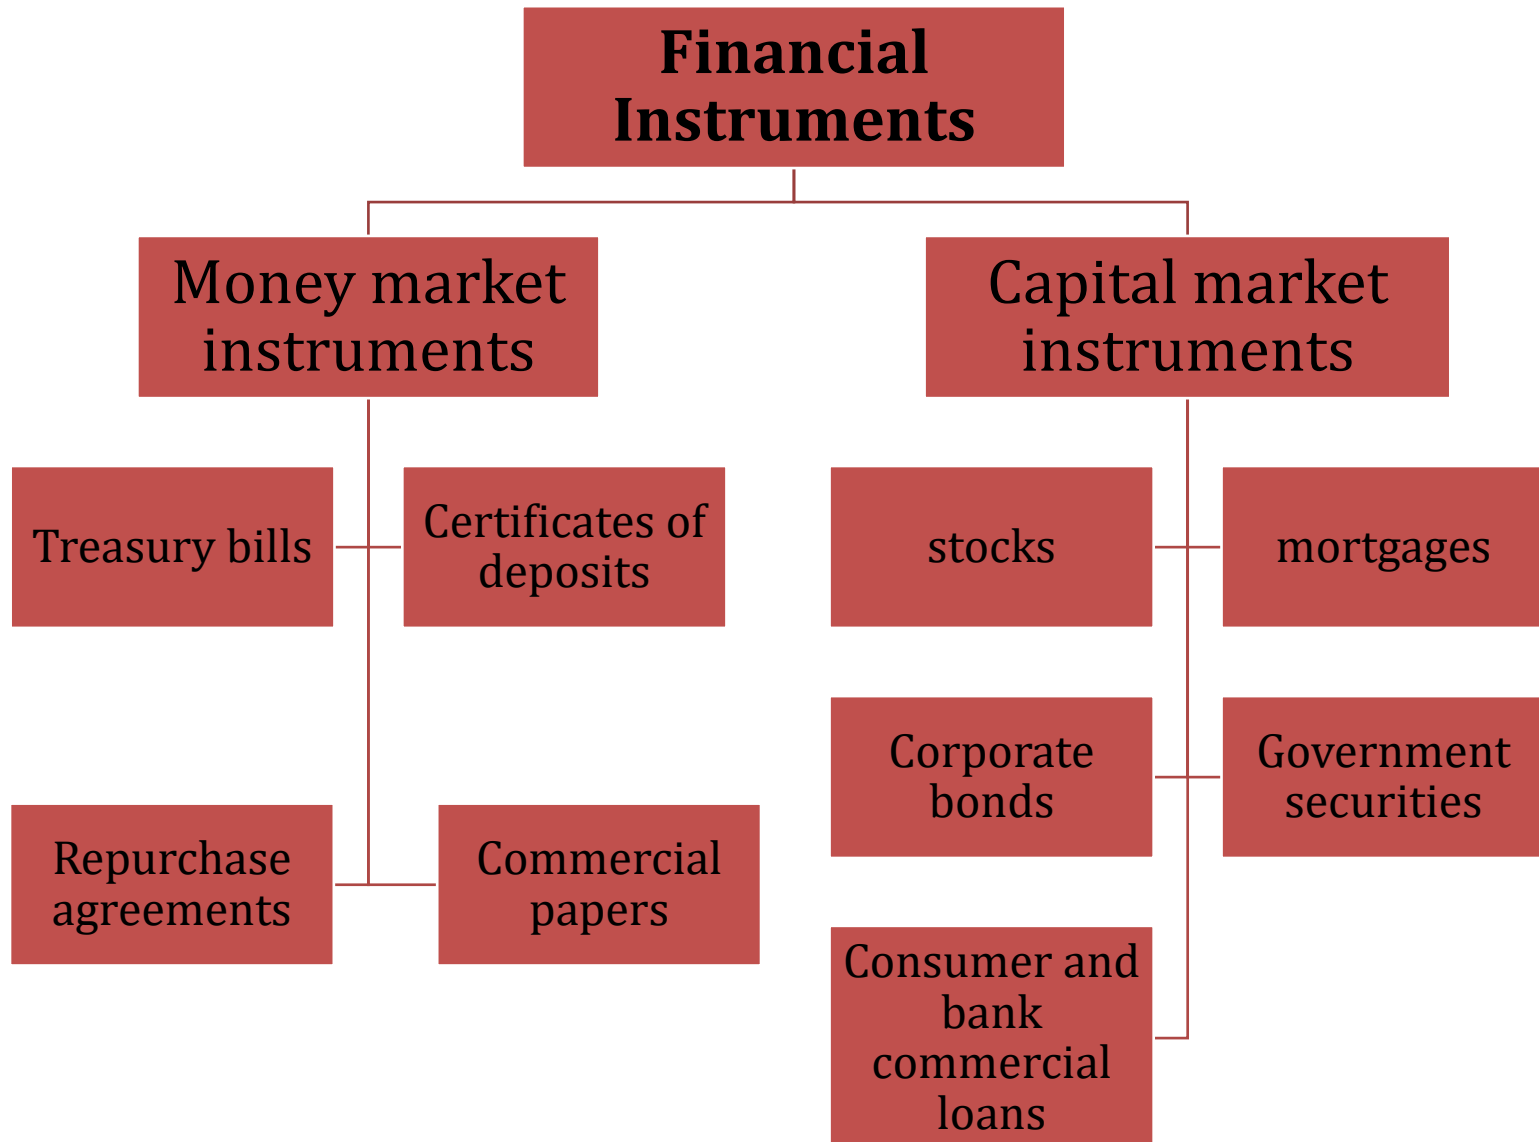 Financial
Instruments
Money market
instruments
Capital market
instruments
Treasury bills
Certificates of
deposits
stocks
mortgages
Repurchase
agreements
Commercial
papers
Corporate
bonds
Government
securities
Consumer and
bank
commercial
loans